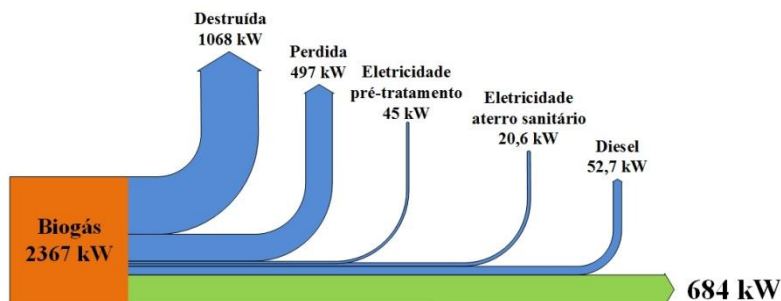 Destruída
1068 kW
Perdida
497 kW
Eletricidade
pré-tratamento
45 kW
Eletricidade
aterro sanitário
20,6 kW
Diesel
52,7 kW
Biogás
2367 kW
684 kW